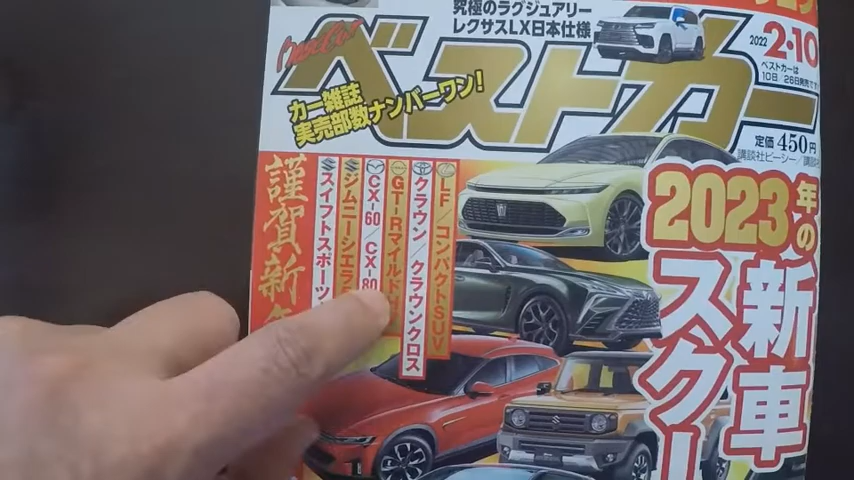 究極のラグジュアリー
レクサスLX日本仕様
bestCar
ベストカー
カー雑誌
実売部数ナンバーワン!
2022
2・10
ベストカーは
10日/26日発売です
定価450円
講談社ビーシー/講談社
2023年の
新車
スクー
LF/コンパクトSUV
クラウン/クラウンクロス
GT-Rマイルド
CX-60/CX-80
ジムニーシエラ
スイフトスポーツ
謹賀新年